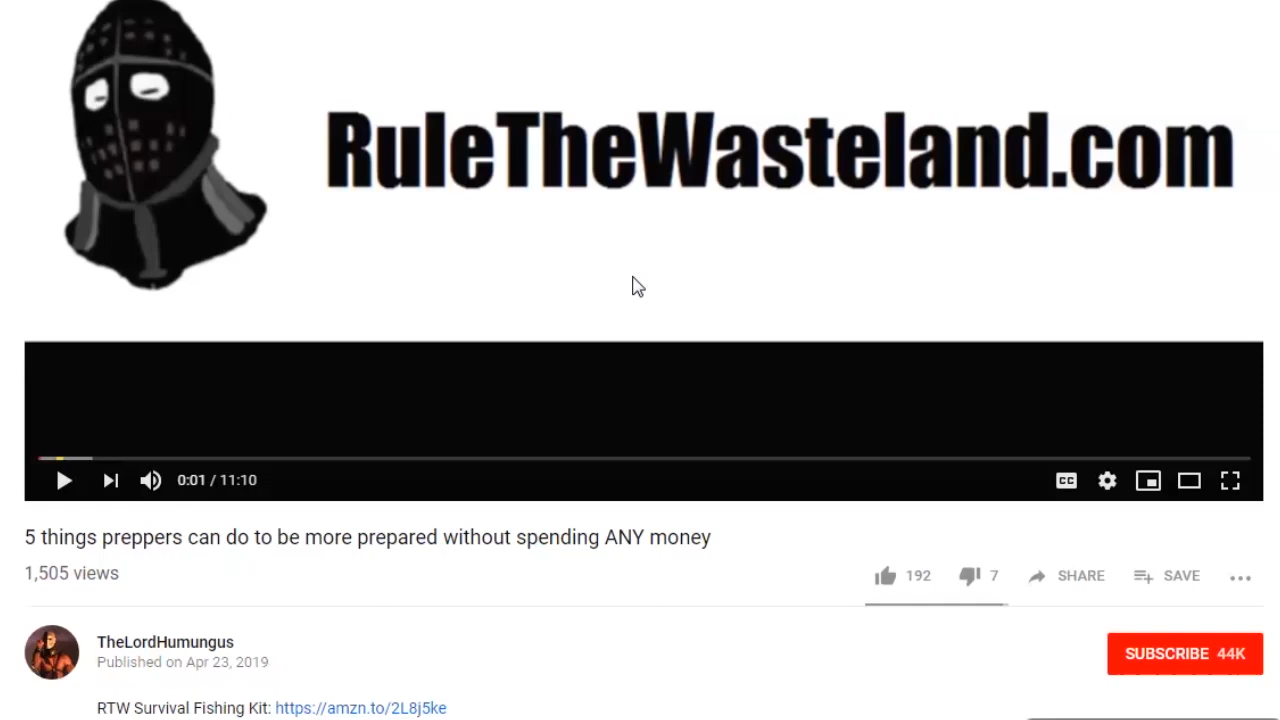 RuleTheWasteland.com
0:01 / 11:10
CC
5 things preppers can do to be more prepared without spending ANY money
1,505 views
192 7 SHARE SAVE
TheLordHumungus
Published on Apr 23, 2019
SUBSCRIBE 44K
RTW Survival Fishing Kit: https://amzn.to/2L8j5ke